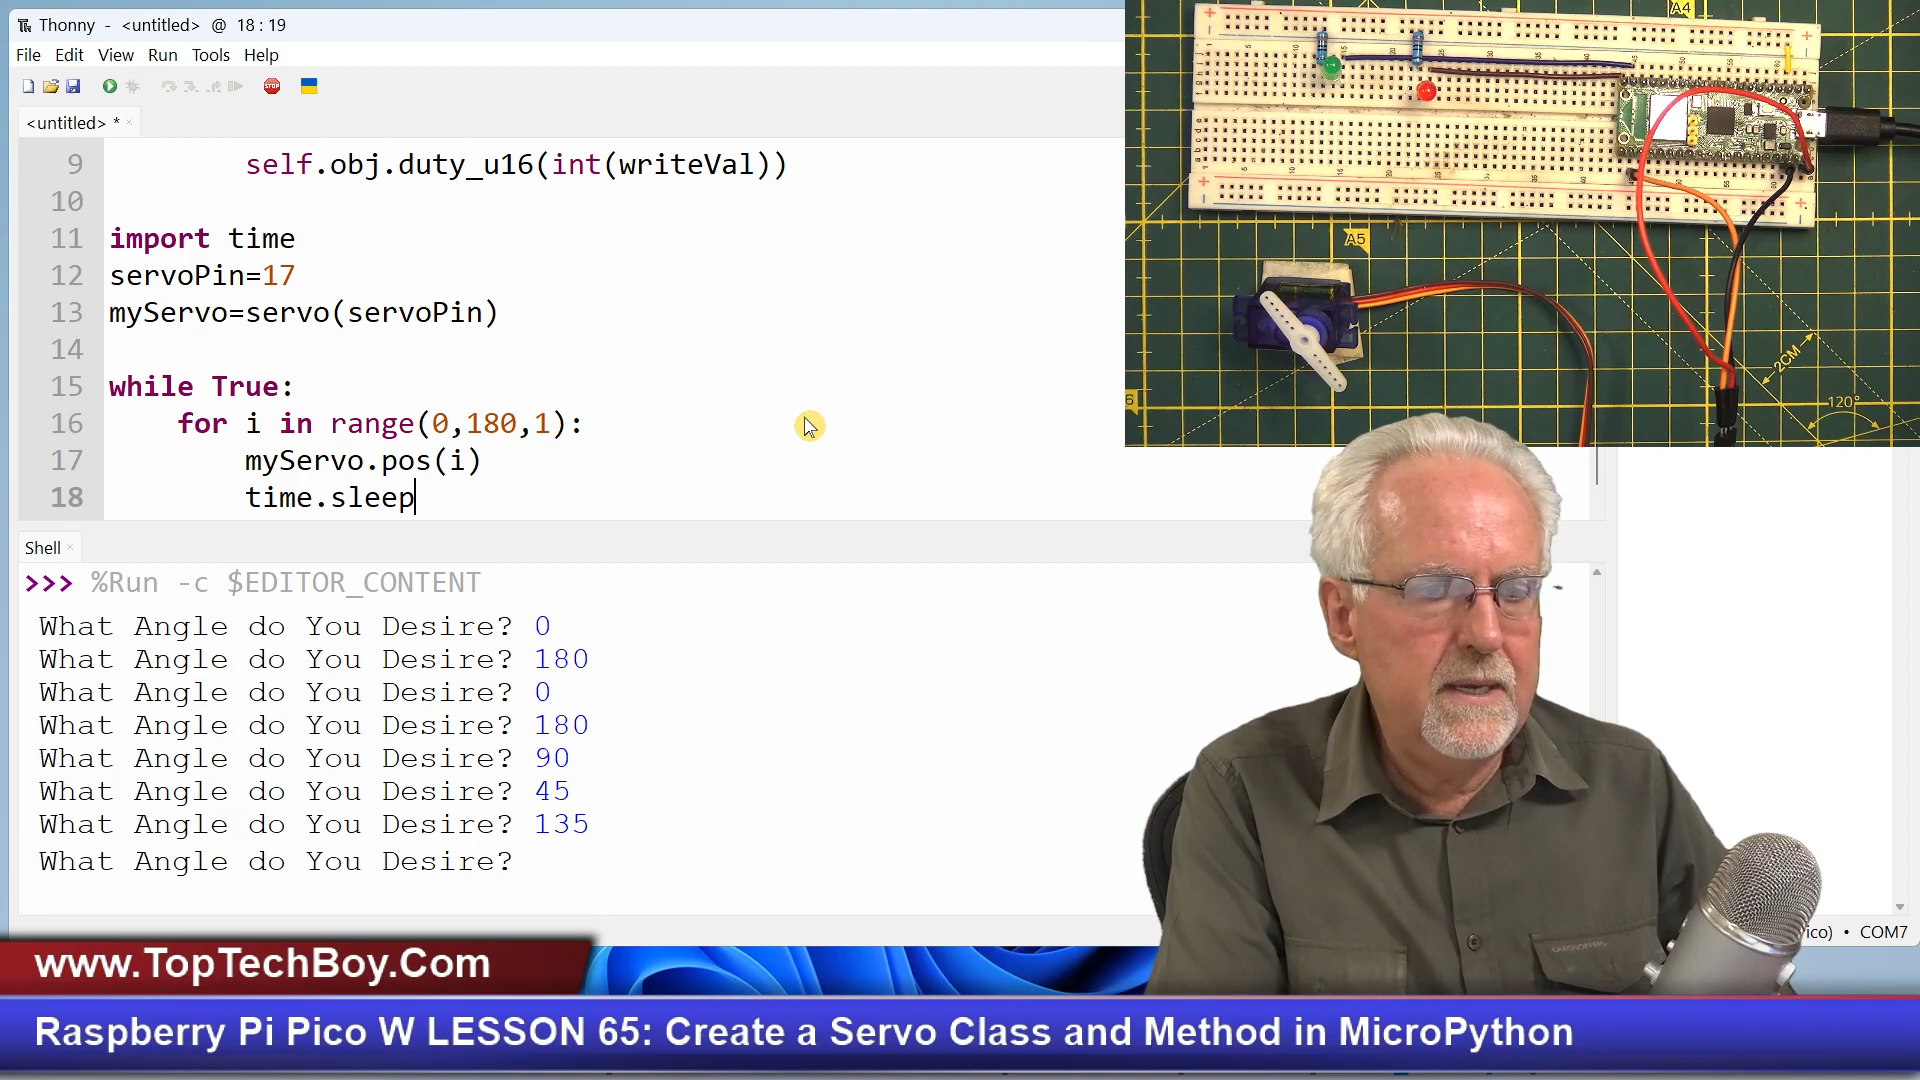 Thonny - <untitled> @ 18 : 19
File Edit View Run Tools Help
STOP
<untitled> *
9 self.obj.duty_u16(int(writeVal))
10
11 import time
12 servoPin=17
13 myServo=servo(servoPin)
14
15 while True:
16 for i in range(0,180,1):
17 myServo.pos(i)
18 time.sleep
Shell
>>> %Run -c $EDITOR_CONTENT
What Angle do You Desire? 0
What Angle do You Desire? 180
What Angle do You Desire? 0
What Angle do You Desire? 180
What Angle do You Desire? 90
What Angle do You Desire? 45
What Angle do You Desire? 135
What Angle do You Desire?
A4
A5
2CM
120°
ico) • COM7
www.TopTechBoy.Com
Raspberry Pi Pico W LESSON 65: Create a Servo Class and Method in MicroPython